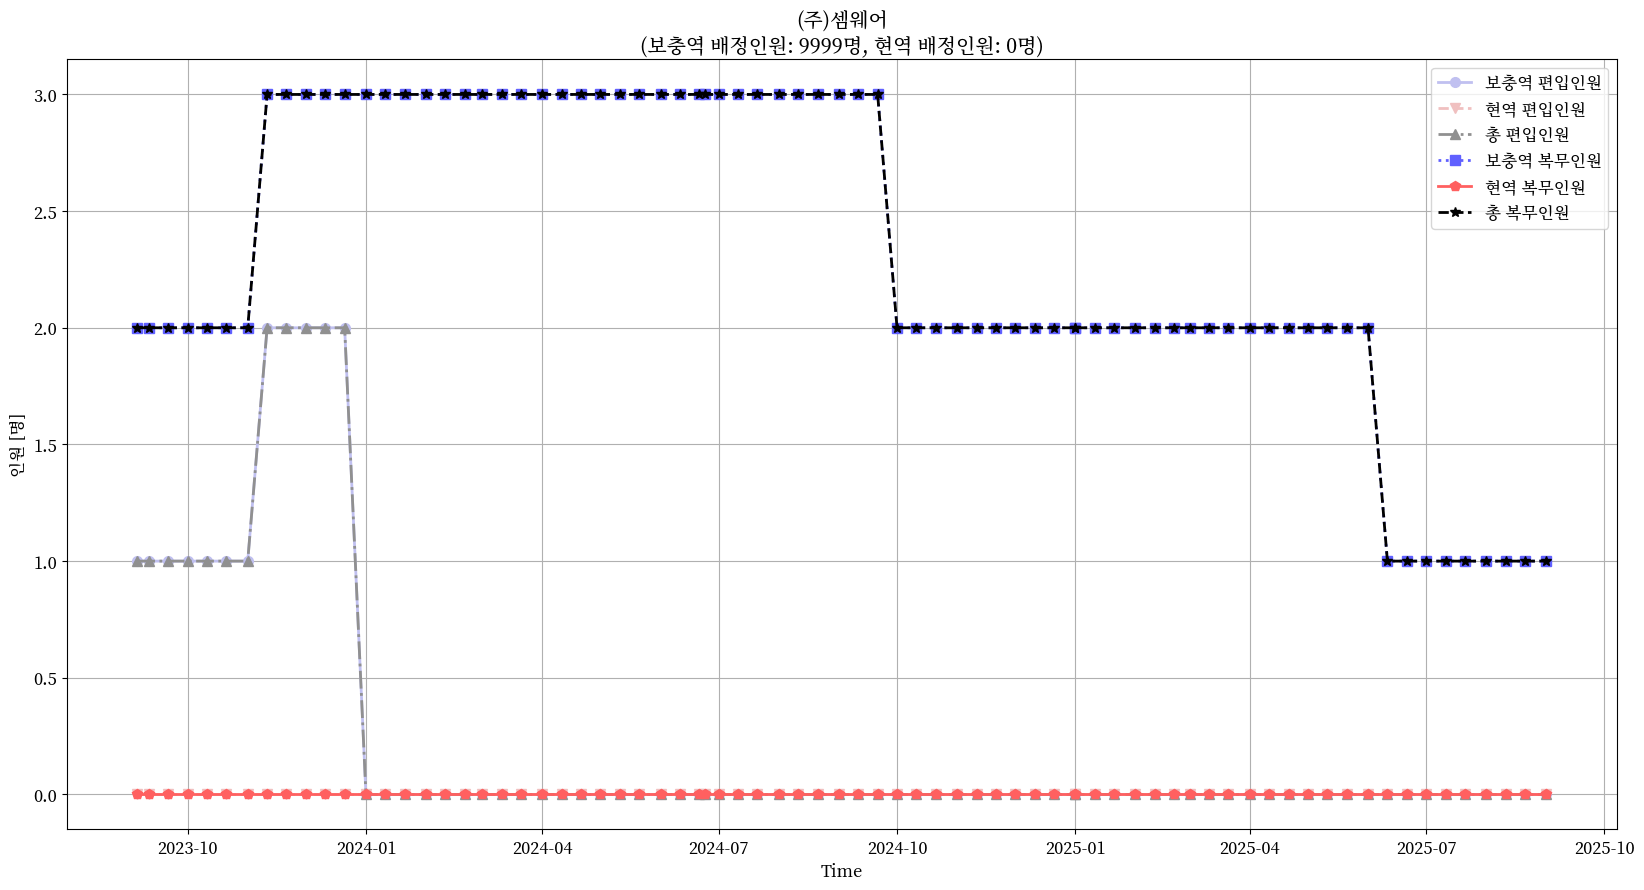 (주)셈웨어
(보충역 배정인원: 9999명, 현역 배정인원: 0명)
보충역 편입인원
현역 편입인원
총 편입인원
보충역 복무인원
현역 복무인원
총 복무인원
3.0
2.5
2.0
1.5
1.0
0.5
0.0
인원 [명]
2023-10
2024-01
2024-04
2024-07
2024-10
2025-01
2025-04
2025-07
2025-10
Time